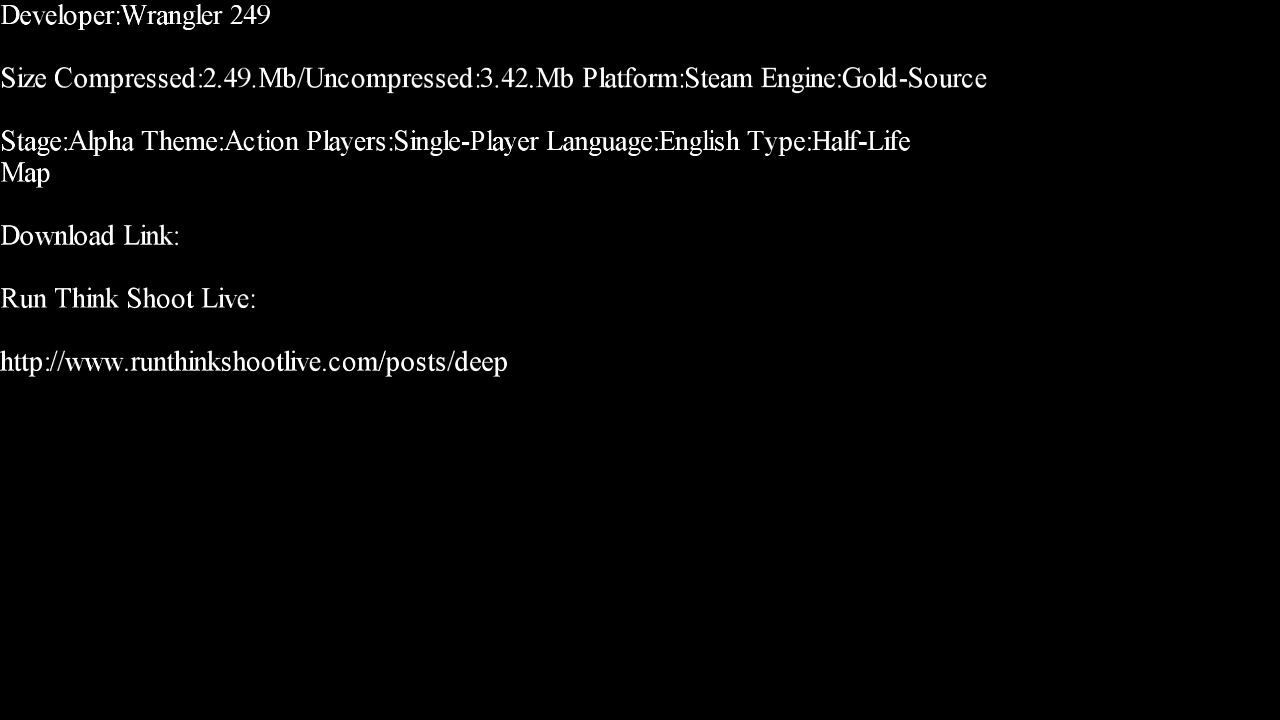 Developer:Wrangler 249
Size Compressed:2.49.Mb/Uncompressed:3.42.Mb Platform:Steam Engine:Gold-Source
Stage:Alpha Theme:Action Players:Single-Player Language:English Type:Half-Life
Map
Download Link:
Run Think Shoot Live:
http://www.runthinkshootlive.com/posts/deep